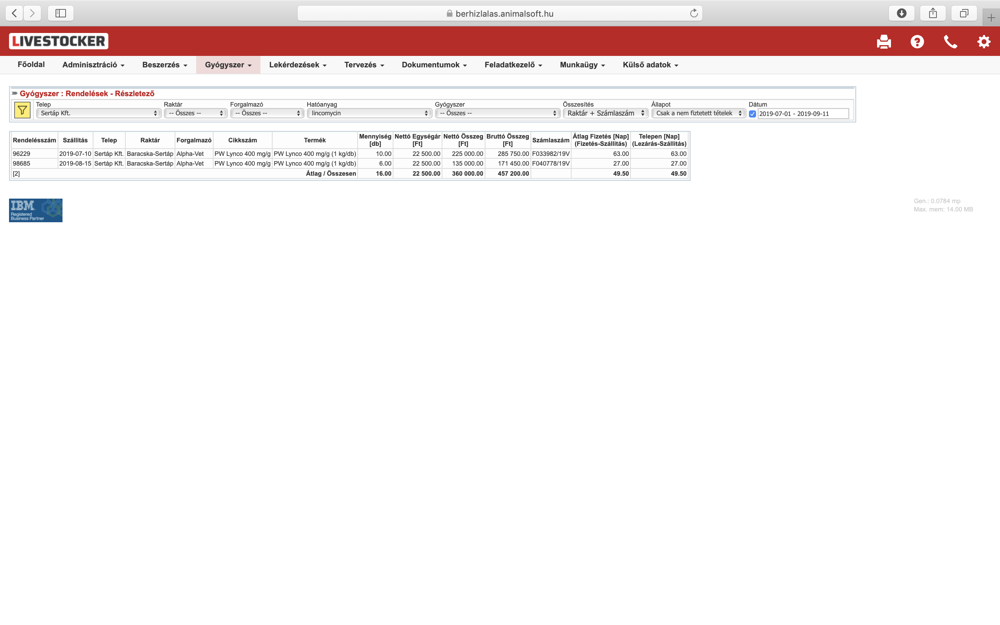 berhizlalas.animalsoft.hu
LIVESTOCKER
Főoldal Adminisztráció Beszerzés Gyógyszer Lekérdezések Tervezés Dokumentumok Feladatkezelő Munkaügy Külső adatok
Gyógyszer : Rendelések - Részletező
Telep Raktár Forgalmazó Hatóanyag Gyógyszer Összesítés Állapot Dátum
Sertáp Kft. -- Összes -- -- Összes -- lincomycin -- Összes -- Raktár + Számlaszám Csak a nem fiztetett tételek 2019-07-01 - 2019-09-11
Rendelésszám Szállitás Telep Raktár Forgalmazó Cikkszám Termék Mennyiség [db] Nettó Egységár [Ft] Nettó Összeg [Ft] Bruttó Összeg [Ft] Számlaszám Átlag Fizetés [Nap] (Fizetés-Szállitás) Telepen [Nap] (Lezárás-Szállitás)
96229 2019-07-10 Sertáp Kft. Baracska-Sertáp Alpha-Vet PW Lynco 400 mg/g PW Lynco 400 mg/g (1 kg/db) 10.00 22 500.00 225 000.00 285 750.00 F033982/19V 63.00 63.00
98685 2019-08-15 Sertáp Kft. Baracska-Sertáp Alpha-Vet PW Lynco 400 mg/g PW Lynco 400 mg/g (1 kg/db) 6.00 22 500.00 135 000.00 171 450.00 F040778/19V 27.00 27.00
[2] Átlag / Összesen 16.00 22 500.00 360 000.00 457 200.00 49.50 49.50
IBM
Registered
Business Partner
Gen.: 0.0784 mp
Max. mem: 14.00 MB